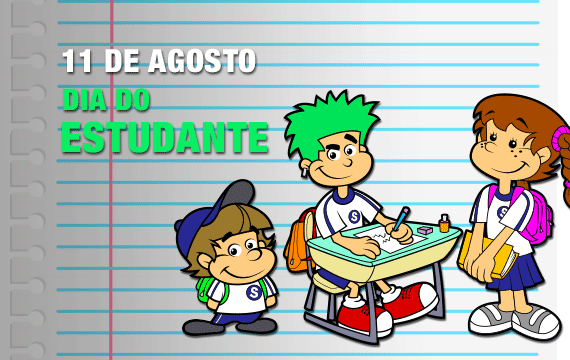 11 DE AGOSTO
DIA DO
ESTUDANTE
S
S
S